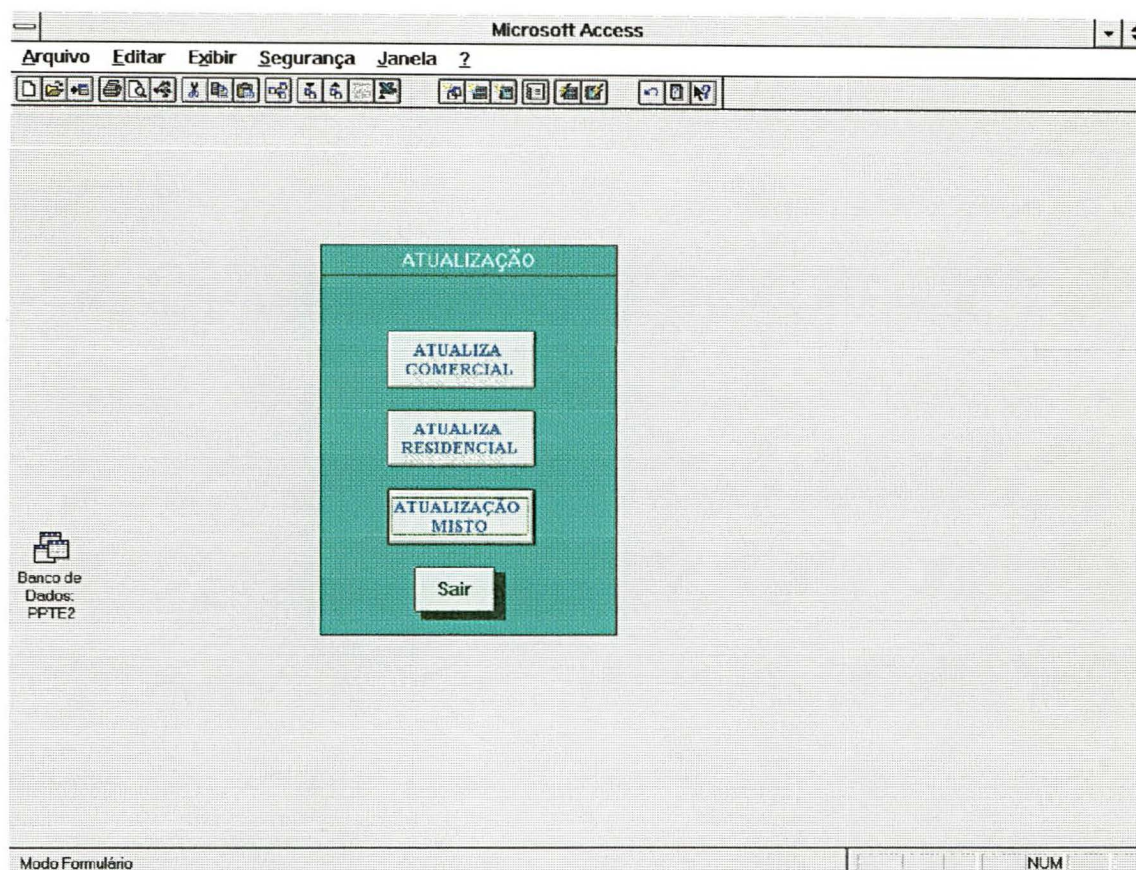 Microsoft Access
Arquivo Editar Exibir Segurança Janela ?
ATUALIZAÇÃO
ATUALIZA
COMERCIAL
ATUALIZA
RESIDENCIAL
ATUALIZAÇÃO
MISTO
Sair
Banco de
Dados:
PPTE2
Modo Formulário NUM